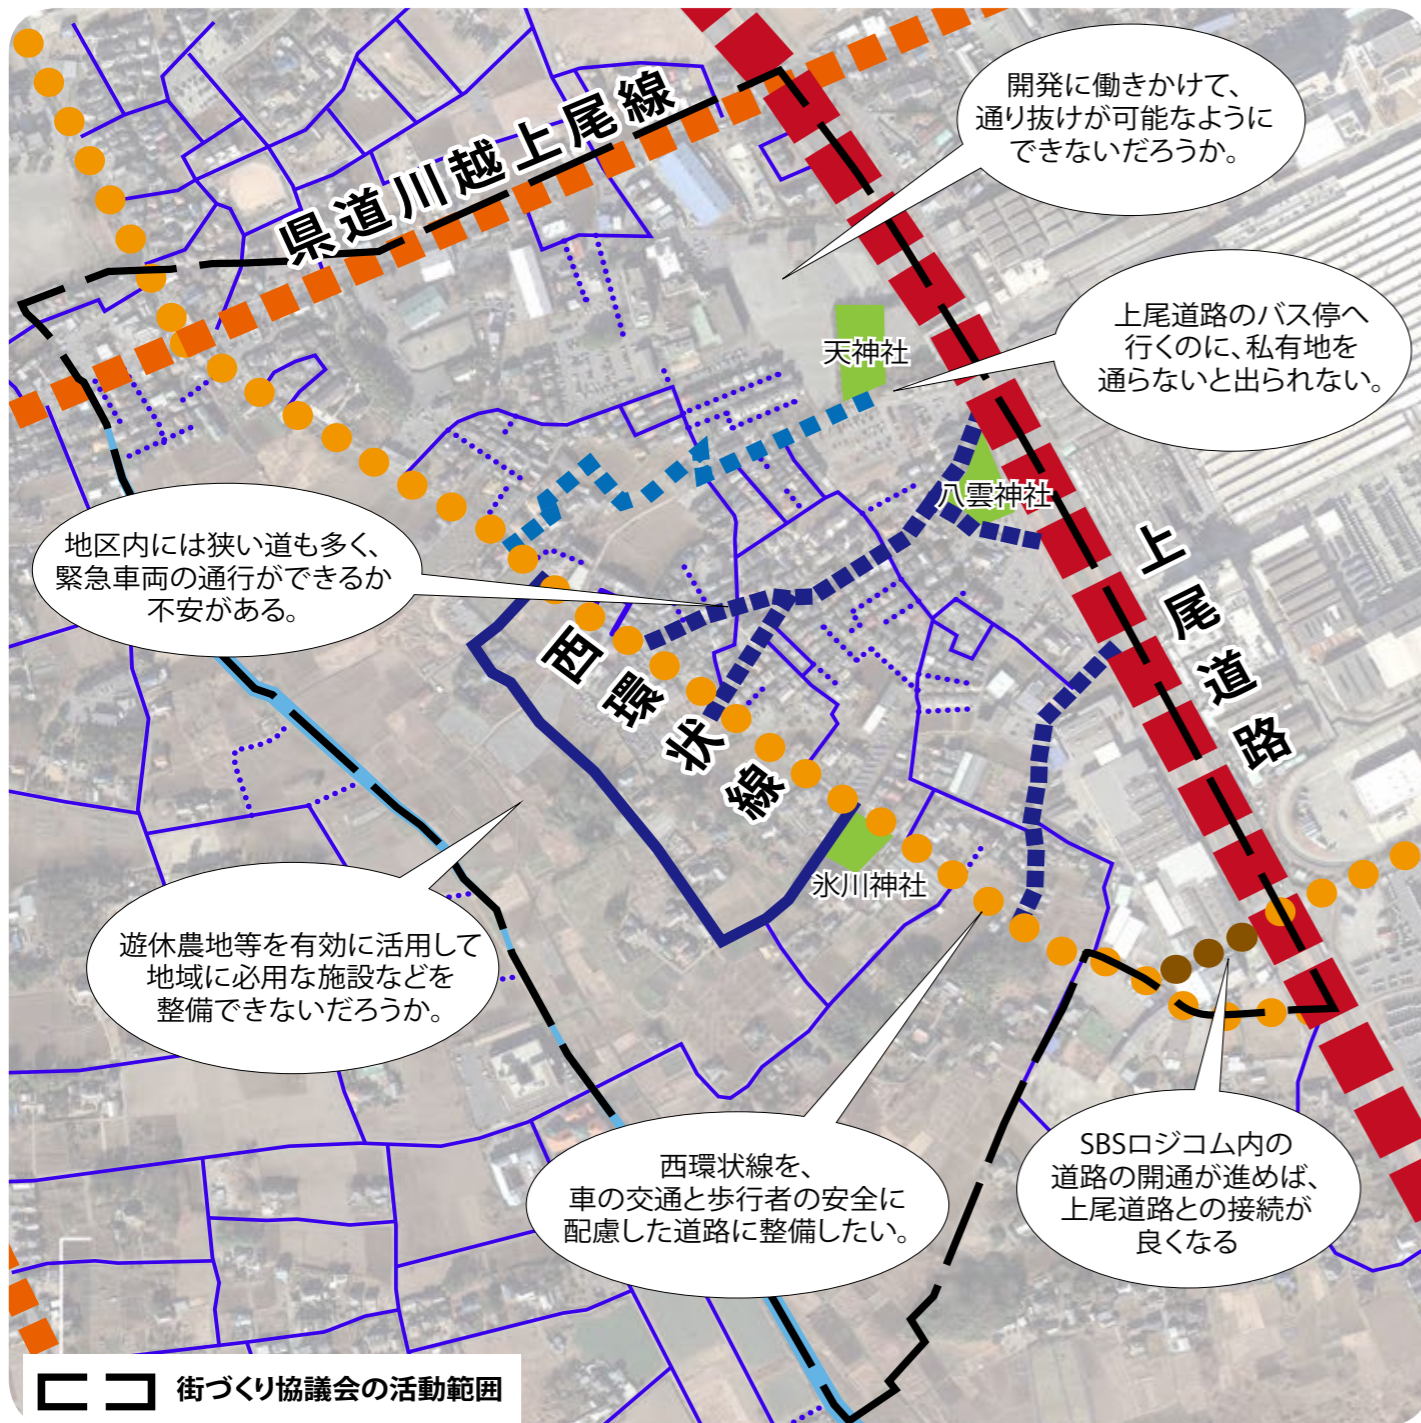 開発に働きかけて、
通り抜けが可能なように
できないだろうか。
県道川越上尾線
上尾道路のバス停へ
行くのに、私有地を
通らないと出られない。
天神社
八雲神社
地区内には狭い道も多く、
緊急車両の通行ができるか
不安がある。
上尾道路
西環状線
氷川神社
遊休農地等を有効に活用して
地域に必用な施設などを
整備できないだろうか。
西環状線を、
車の交通と歩行者の安全に
配慮した道路に整備したい。
SBSロジコム内の
道路の開通が進めば、
上尾道路との接続が
良くなる
街づくり協議会の活動範囲